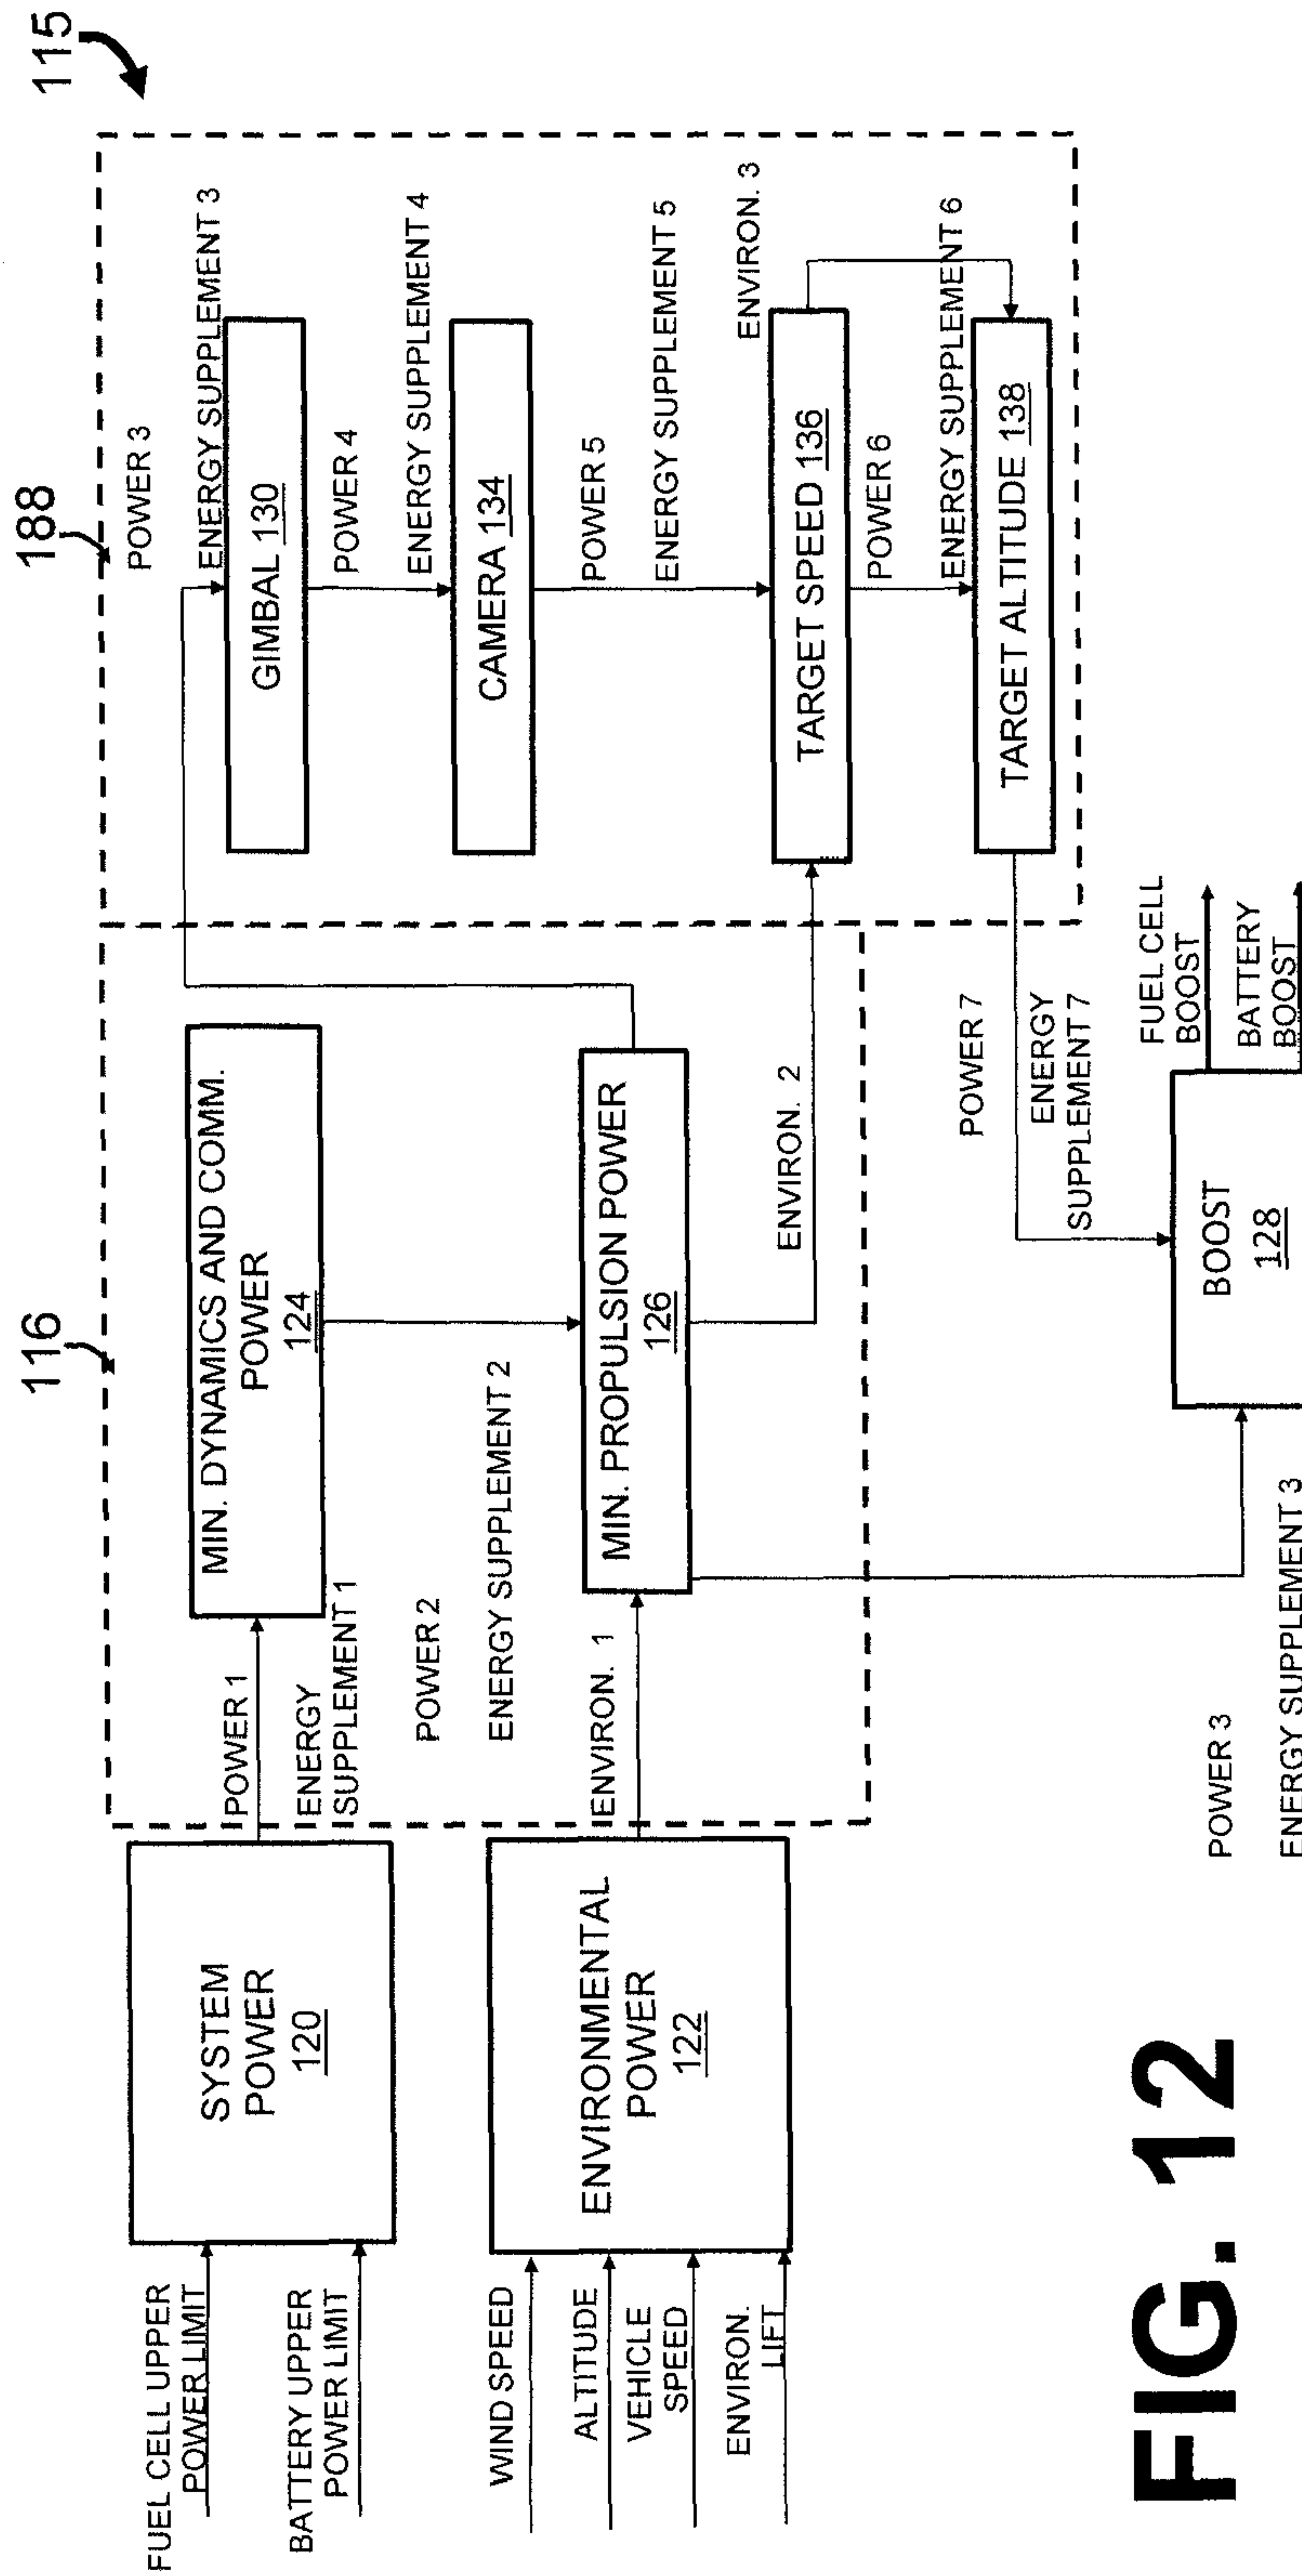 115
188
116
FUEL CELL UPPER
POWER LIMIT
BATTERY UPPER
POWER LIMIT
SYSTEM
POWER
120
WIND SPEED
ALTITUDE
VEHICLE
SPEED
ENVIRON.
LIFT
ENVIRONMENTAL
POWER
122
POWER 1
ENERGY
SUPPLEMENT 1
MIN. DYNAMICS AND COMM.
POWER
124
POWER 2
ENERGY SUPPLEMENT 2
ENVIRON. 1
MIN. PROPULSION POWER
126
ENVIRON. 2
POWER 3
ENERGY SUPPLEMENT 3
GIMBAL 130
POWER 4
ENERGY SUPPLEMENT 4
CAMERA 134
POWER 5
ENERGY SUPPLEMENT 5
ENVIRON. 3
TARGET SPEED 136
POWER 6
ENERGY SUPPLEMENT 6
TARGET ALTITUDE 138
POWER 7
ENERGY
SUPPLEMENT 7
POWER 3
ENERGY SUPPLEMENT 3
BOOST
128
FUEL CELL
BOOST
BATTERY
BOOST
FIG. 12